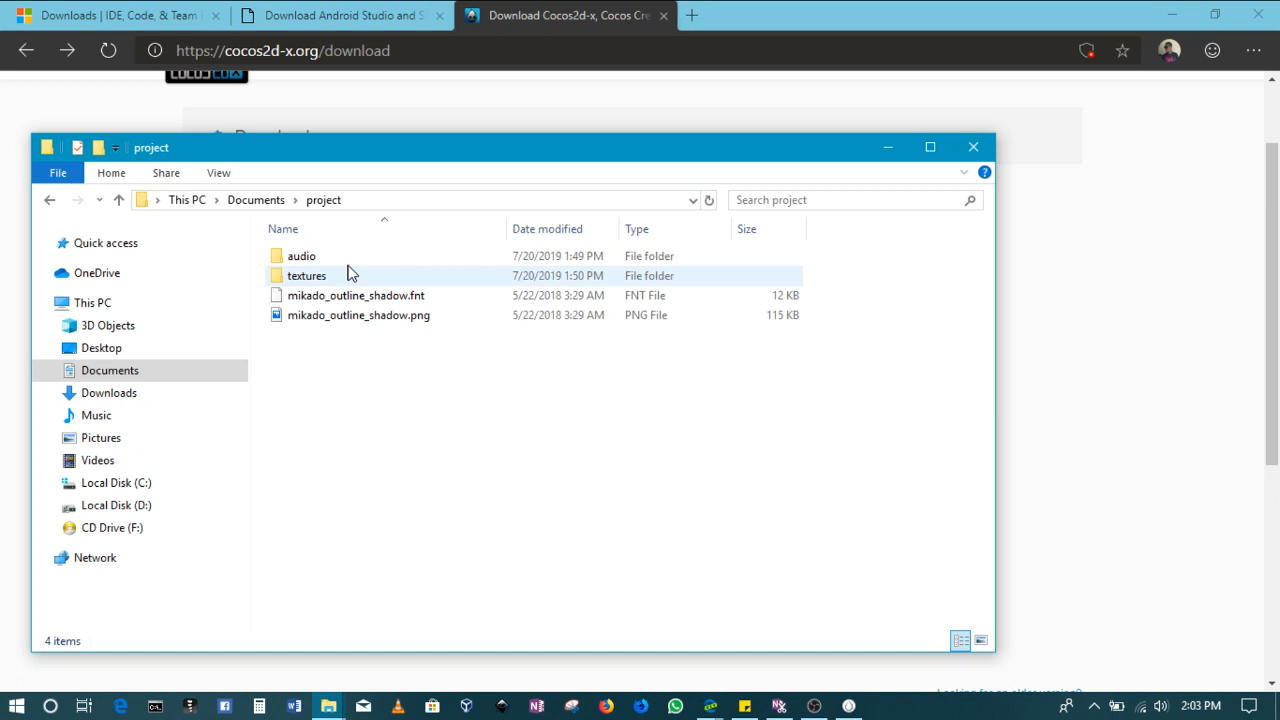 Downloads | IDE, Code, & Team
Download Android Studio and S
Download Cocos2d-x, Cocos Cre
https://cocos2d-x.org/download
project
File
Home
Share
View
This PC > Documents > project
Search project
Name
Date modified
Type
Size
Quick access
OneDrive
This PC
3D Objects
Desktop
Documents
Downloads
Music
Pictures
Videos
Local Disk (C:)
Local Disk (D:)
CD Drive (F:)
Network
audio 7/20/2019 1:49 PM File folder
textures 7/20/2019 1:50 PM File folder
mikado_outline_shadow.fnt 5/22/2018 3:29 AM FNT File 12 KB
mikado_outline_shadow.png 5/22/2018 3:29 AM PNG File 115 KB
4 items
2:03 PM